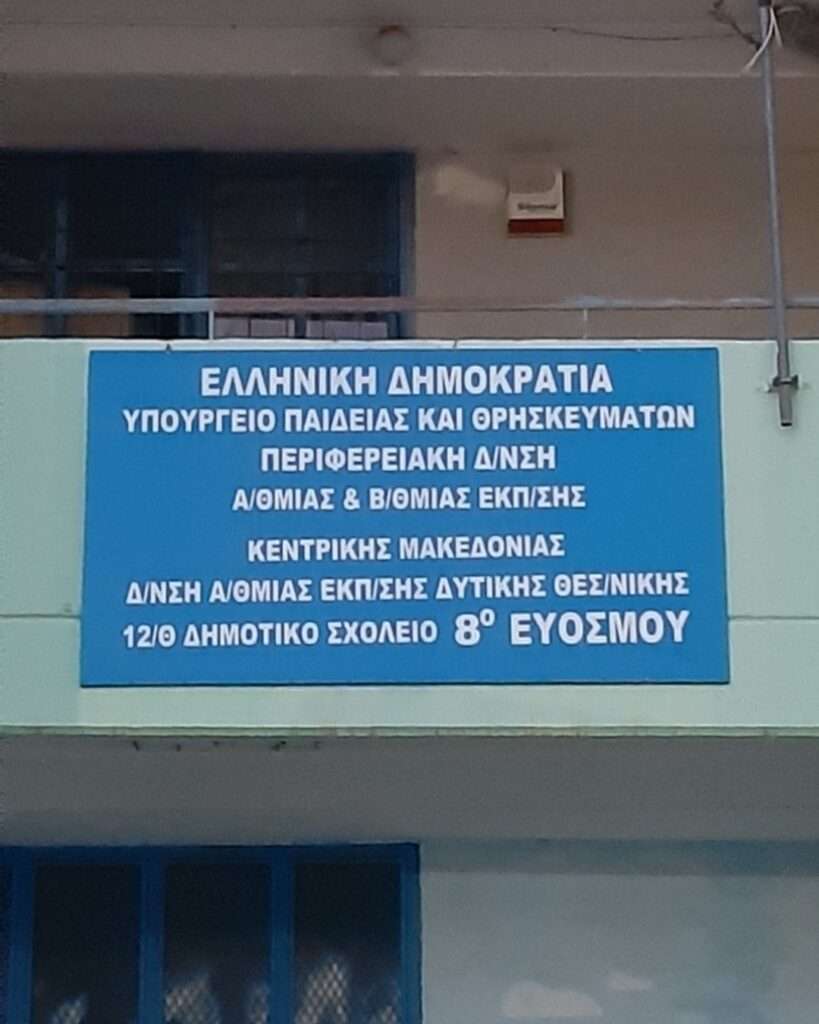 ΕΛΛΗΝΙΚΗ ΔΗΜΟΚΡΑΤΙΑ
ΥΠΟΥΡΓΕΙΟ ΠΑΙΔΕΙΑΣ ΚΑΙ ΘΡΗΣΚΕΥΜΑΤΩΝ
ΠΕΡΙΦΕΡΕΙΑΚΗ Δ/ΝΣΗ
Α/ΘΜΙΑΣ & Β/ΘΜΙΑΣ ΕΚΠ/ΣΗΣ
ΚΕΝΤΡΙΚΗΣ ΜΑΚΕΔΟΝΙΑΣ
Δ/ΝΣΗ Α/ΘΜΙΑΣ ΕΚΠ/ΣΗΣ ΔΥΤΙΚΗΣ ΘΕΣ/ΝΙΚΗΣ
12/Θ ΔΗΜΟΤΙΚΟ ΣΧΟΛΕΙΟ 8ο ΕΥΟΣΜΟΥ